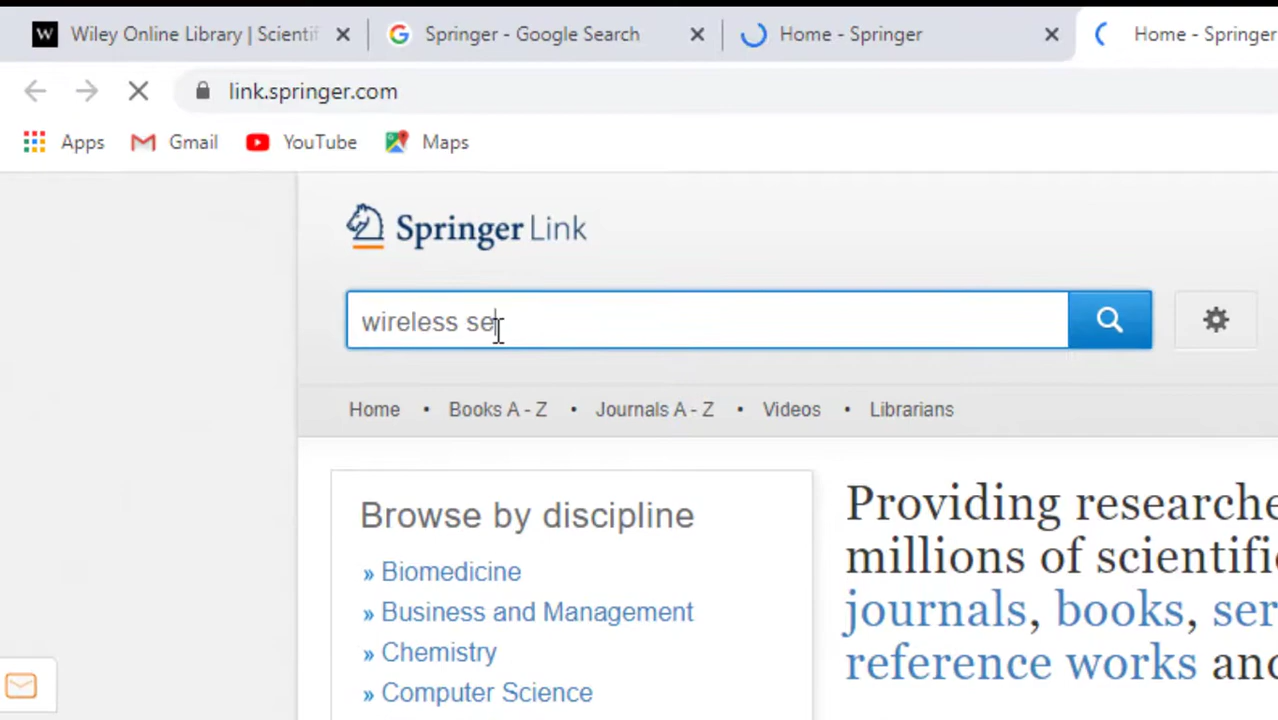 W Wiley Online Library | Scientif
Springer - Google Search
Home - Springer
Home - Springer
link.springer.com
Apps Gmail YouTube Maps
Springer Link
wireless se
Home • Books A - Z • Journals A - Z • Videos • Librarians
Browse by discipline
» Biomedicine
» Business and Management
» Chemistry
» Computer Science
Providing researche
millions of scientific
journals, books, ser
reference works and